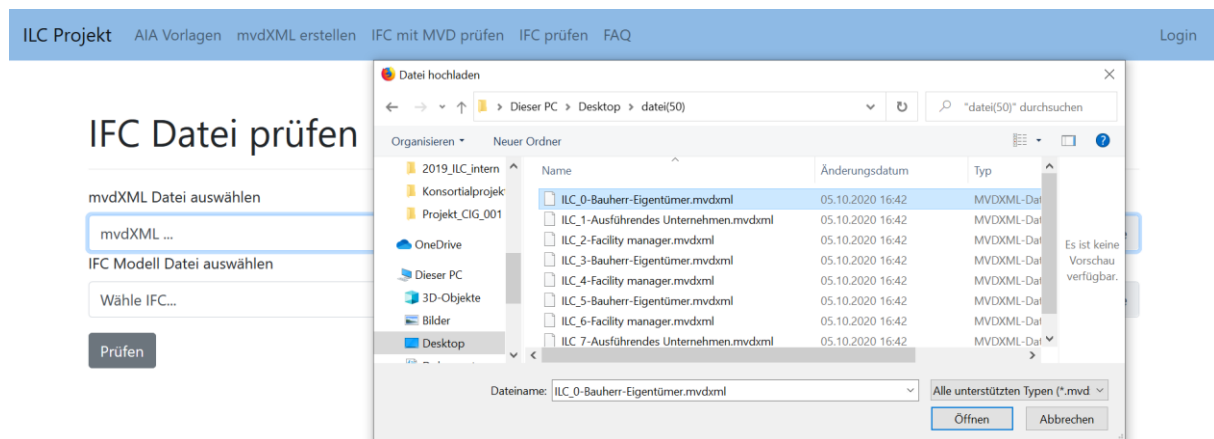 ILC Projekt AIA Vorlagen mvdXML erstellen IFC mit MVD prüfen IFC prüfen FAQ Login
Datei hochladen
Dieser PC > Desktop > datei(50)
"datei(50)" durchsuchen
IFC Datei prüfen
Organisieren Neuer Ordner
2019_ILC_intern
Konsortialprojek
Projekt_CIG_001
OneDrive
Dieser PC
3D-Objekte
Bilder
Desktop
Name Änderungsdatum Typ
ILC_0-Bauherr-Eigentümer.mvdxml 05.10.2020 16:42 MVDXML-Dat
ILC_1-Ausführendes Unternehmen.mvdxml 05.10.2020 16:42 MVDXML-Dat
ILC_2-Facility manager.mvdxml 05.10.2020 16:42 MVDXML-Dat
ILC_3-Bauherr-Eigentümer.mvdxml 05.10.2020 16:42 MVDXML-Dat
ILC_4-Facility manager.mvdxml 05.10.2020 16:42 MVDXML-Dat
ILC_5-Bauherr-Eigentümer.mvdxml 05.10.2020 16:42 MVDXML-Dat
ILC_6-Facility manager.mvdxml 05.10.2020 16:42 MVDXML-Dat
ILC_7-Ausführendes Unternehmen.mvdxml 05.10.2020 16:42 MVDXML-Dat
Es ist keine
Vorschau
verfügbar.
mvdXML Datei auswählen
mvdXML ...
IFC Modell Datei auswählen
Wähle IFC...
Prüfen
Dateiname: ILC_0-Bauherr-Eigentümer.mvdxml Alle unterstützten Typen (*.mvd
Öffnen Abbrechen